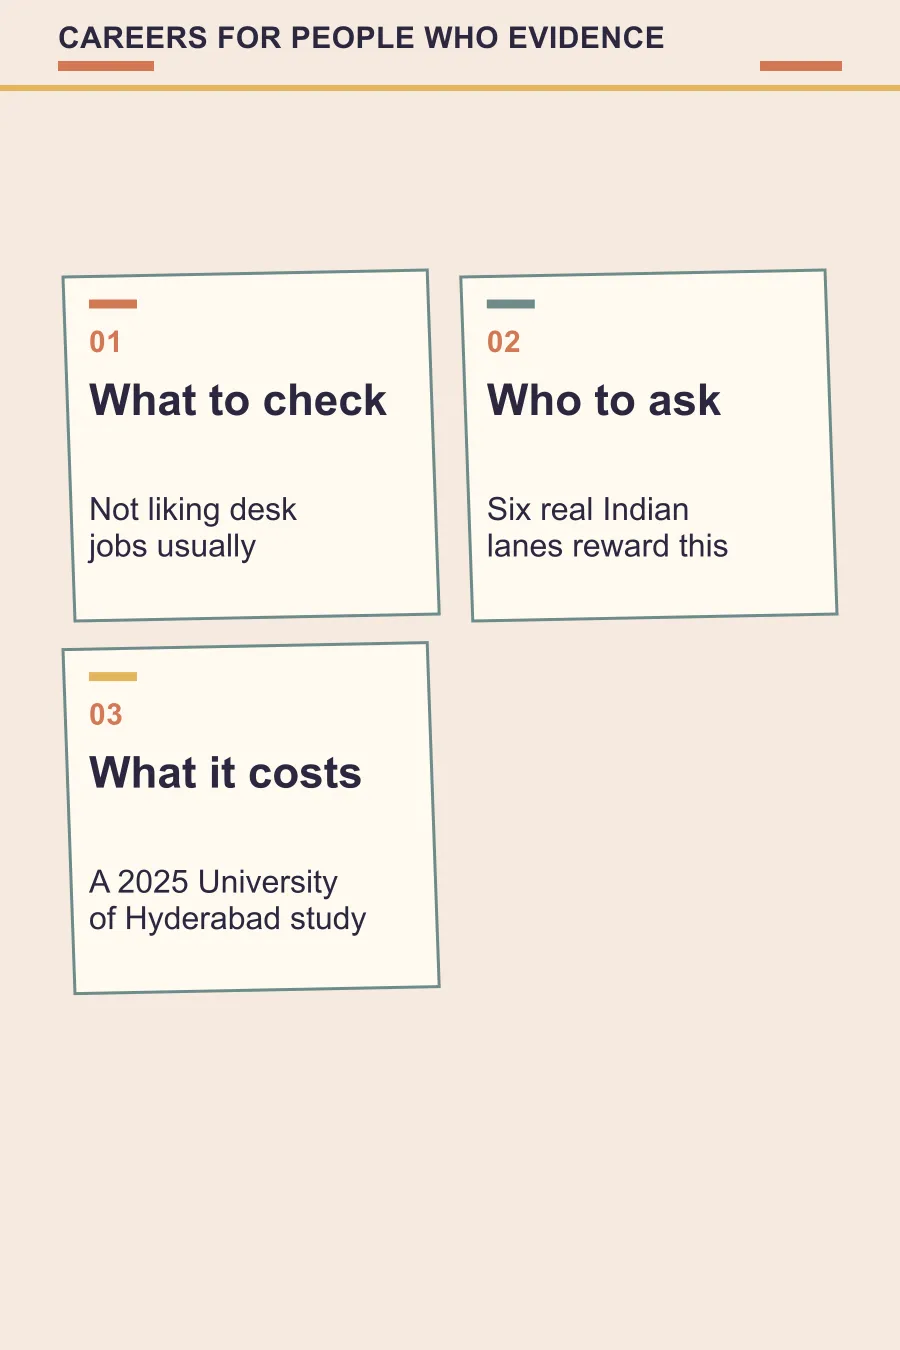 CAREERS FOR PEOPLE WHO EVIDENCE
01
What to check
Not liking desk
jobs usually
02
Who to ask
Six real Indian
lanes reward this
03
What it costs
A 2025 University
of Hyderabad study